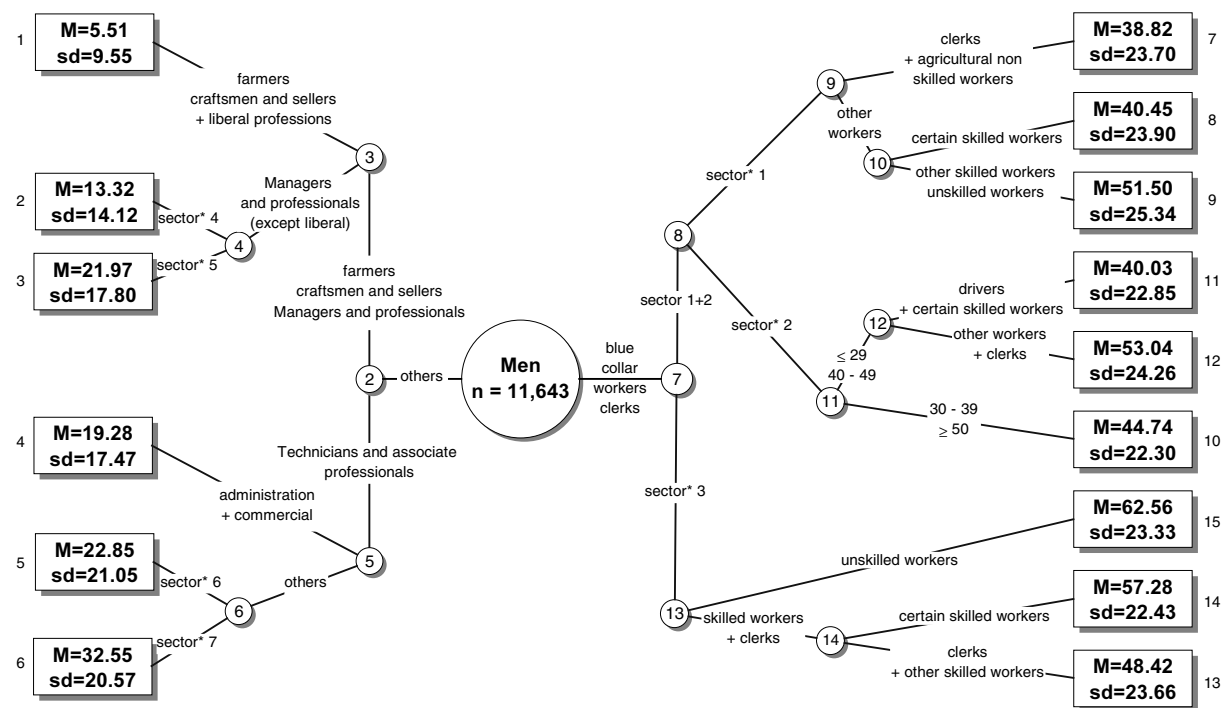 1
M=5.51
sd=9.55
farmers
craftsmen and sellers
+ liberal professions
3
2
M=13.32
sd=14.12
sector* 4
Managers
and professionals
(except liberal)
4
3
M=21.97
sd=17.80
sector* 5
farmers
craftsmen and sellers
Managers and professionals
2
others
Men
n = 11,643
4
M=19.28
sd=17.47
Technicians and associate
professionals
administration
+ commercial
5
5
M=22.85
sd=21.05
sector* 6
others
6
6
M=32.55
sd=20.57
sector* 7
blue
collar
workers
clerks
7
sector 1+2
8
sector* 1
9
clerks
+ agricultural non
skilled workers
M=38.82
sd=23.70
7
other
workers
10
certain skilled workers
M=40.45
sd=23.90
8
other skilled workers
unskilled workers
M=51.50
sd=25.34
9
sector* 2
11
≤ 29
40 - 49
12
drivers
+ certain skilled workers
M=40.03
sd=22.85
11
other workers
+ clerks
M=53.04
sd=24.26
12
30 - 39
≥ 50
M=44.74
sd=22.30
10
sector* 3
13
unskilled workers
M=62.56
sd=23.33
15
skilled workers
+ clerks
14
certain skilled workers
M=57.28
sd=22.43
14
clerks
+ other skilled workers
M=48.42
sd=23.66
13